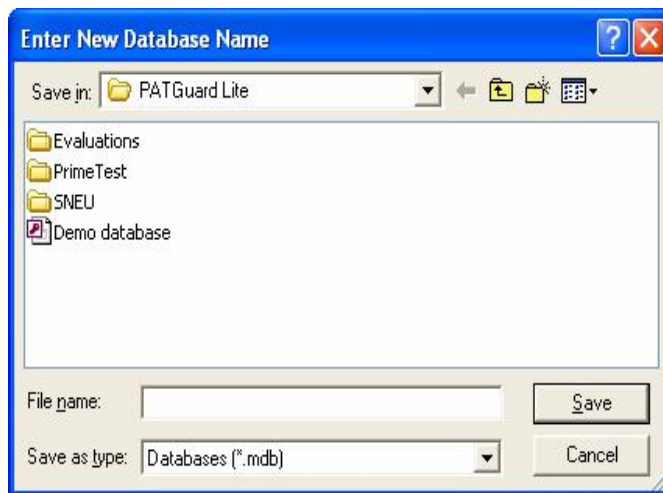 Enter New Database Name
Save in: PATGuard Lite
Evaluations
PrimeTest
SNEU
Demo database
File name: Save
Save as type: Databases (*.mdb) Cancel